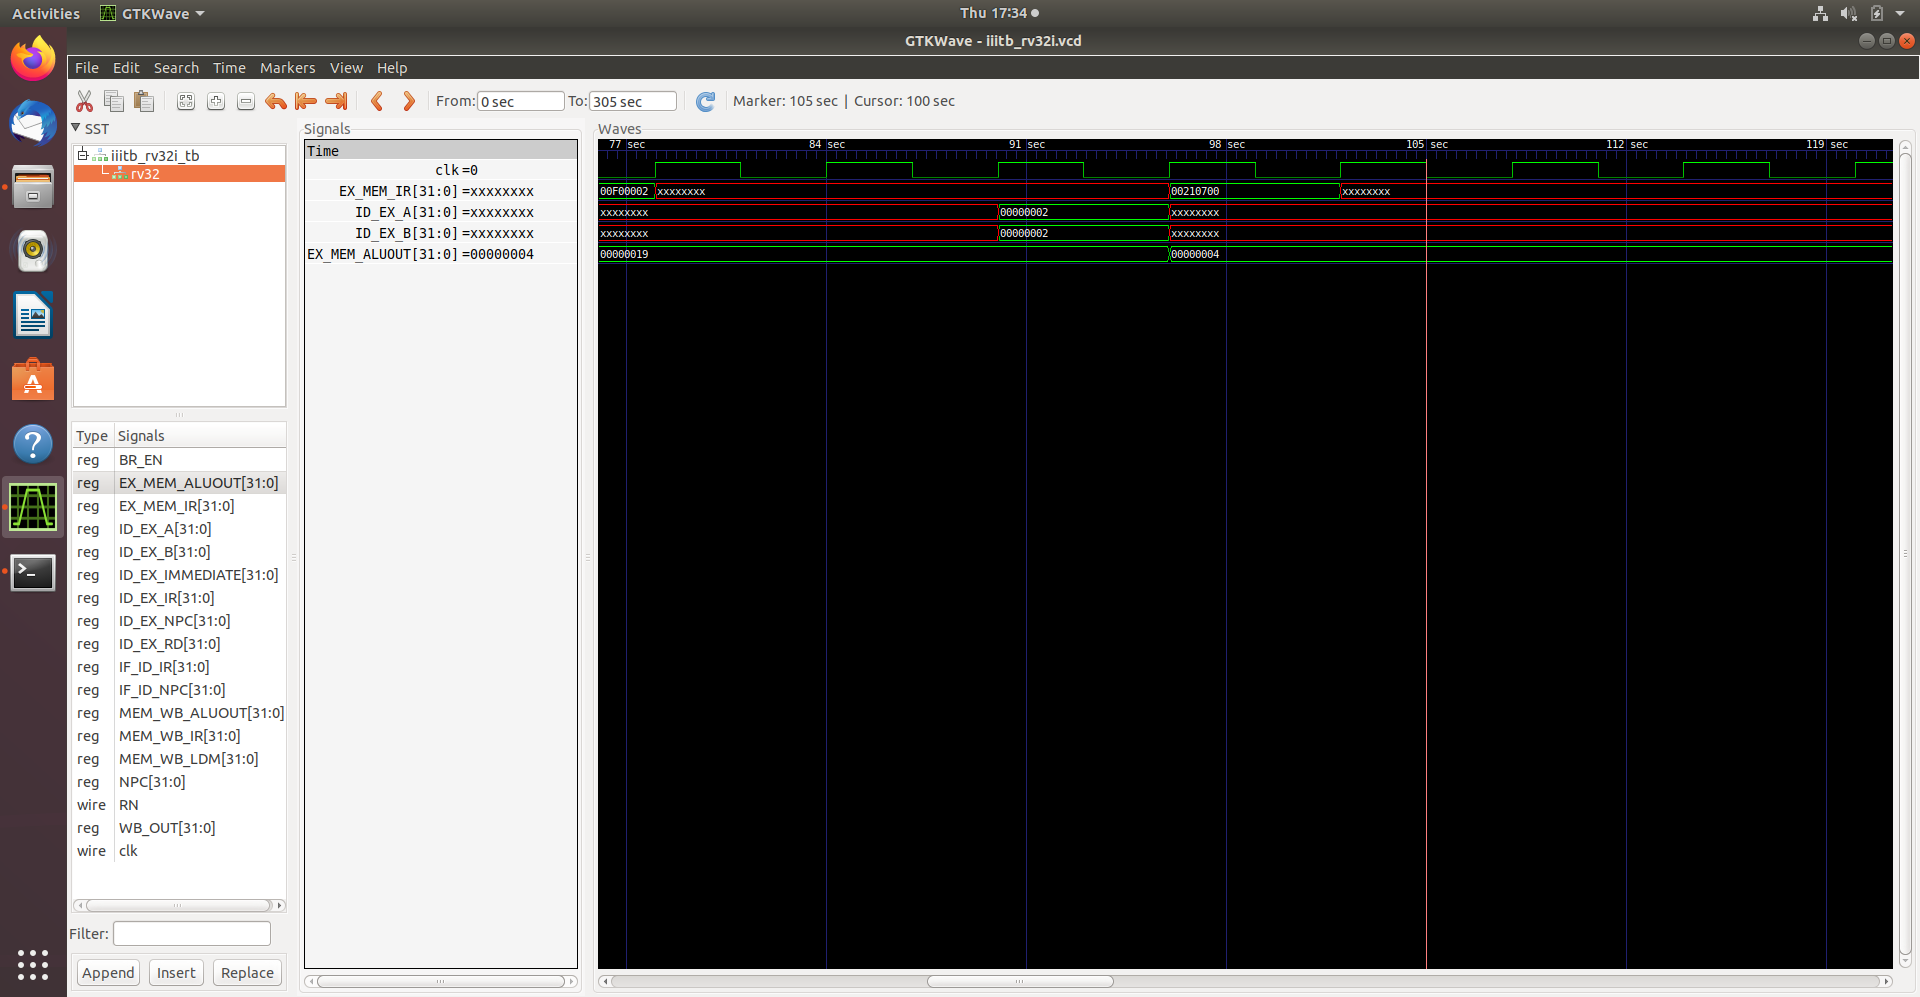 Activities GTKWave Thu 17:34
GTKWave - iiitb_rv32i.vcd
File Edit Search Time Markers View Help
From: 0 sec To: 305 sec Marker: 105 sec | Cursor: 100 sec
SST
iiitb_rv32i_tb
rv32
Type Signals
reg BR_EN
reg EX_MEM_ALUOUT[31:0]
reg EX_MEM_IR[31:0]
reg ID_EX_A[31:0]
reg ID_EX_B[31:0]
reg ID_EX_IMMEDIATE[31:0]
reg ID_EX_IR[31:0]
reg ID_EX_NPC[31:0]
reg ID_EX_RD[31:0]
reg IF_ID_IR[31:0]
reg IF_ID_NPC[31:0]
reg MEM_WB_ALUOUT[31:0]
reg MEM_WB_IR[31:0]
reg MEM_WB_LDM[31:0]
reg NPC[31:0]
wire RN
reg WB_OUT[31:0]
wire clk
Filter:
Append Insert Replace
Signals
Time
clk=0
EX_MEM_IR[31:0]=xxxxxxxx
ID_EX_A[31:0]=xxxxxxxx
ID_EX_B[31:0]=xxxxxxxx
EX_MEM_ALUOUT[31:0]=00000004
Waves
77 sec 84 sec 91 sec 98 sec 105 sec 112 sec 119 sec
00F00002 xxxxxxxx 00210700 xxxxxxxx
xxxxxxxx 00000002 xxxxxxxx
xxxxxxxx 00000002 xxxxxxxx
00000019 00000004